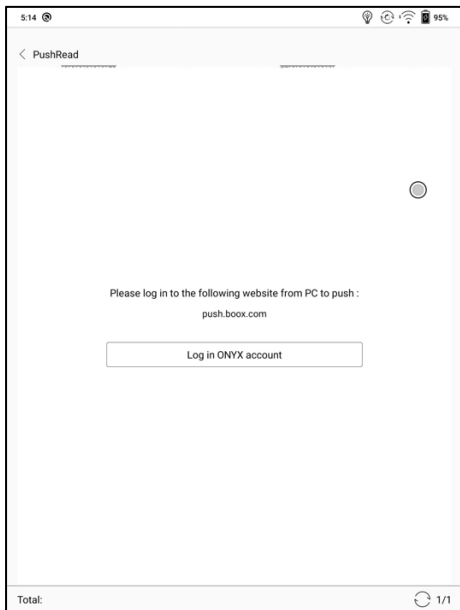 5:14
95%
PushRead
Please log in to the following website from PC to push :
push.boox.com
Log in ONYX account
Total:
1/1